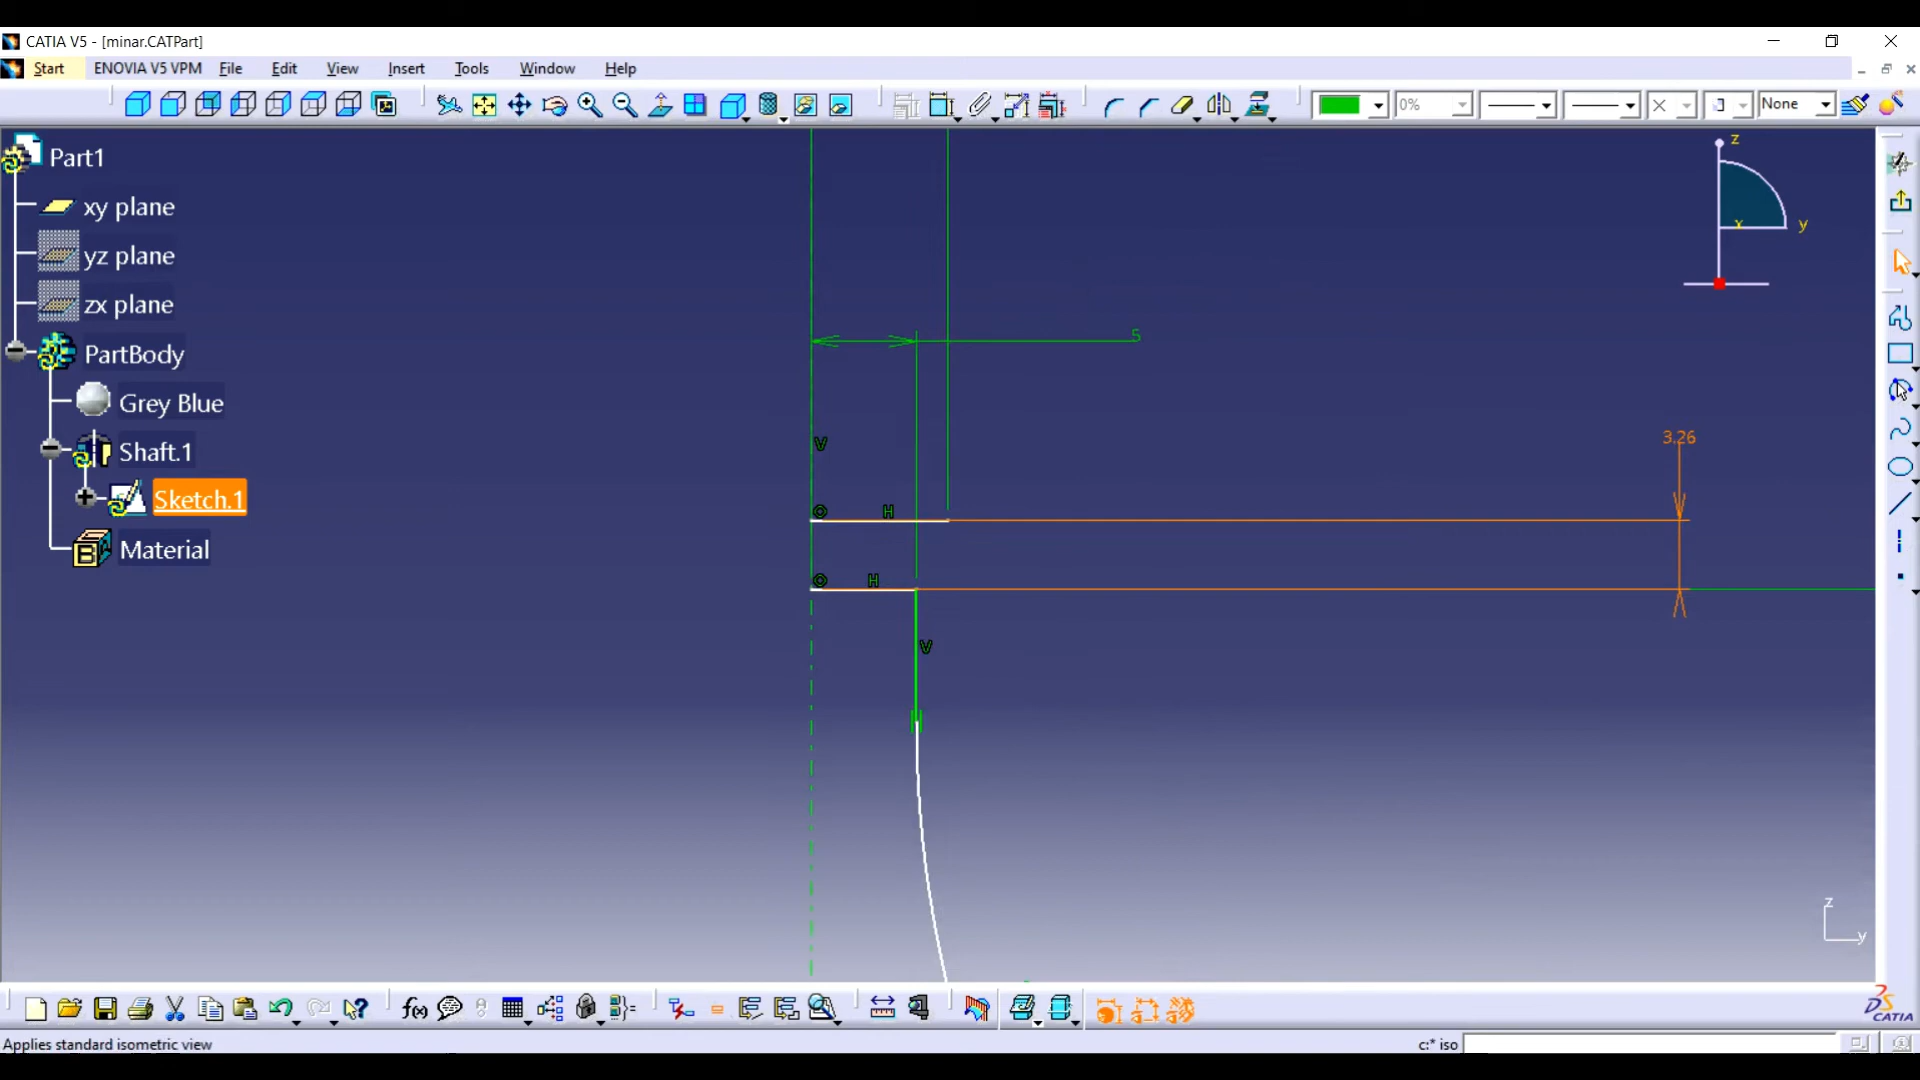 CATIA V5 - [minar.CATPart]
Start ENOVIA V5 VPM File Edit View Insert Tools Window Help
0% None
Part1
xy plane
yz plane
zx plane
PartBody
Grey Blue
Shaft.1
Sketch.1
Material
z
x y
5
3.26
V
H
H
V
z
y
f(x)
CATIA
Applies standard isometric view c:* iso